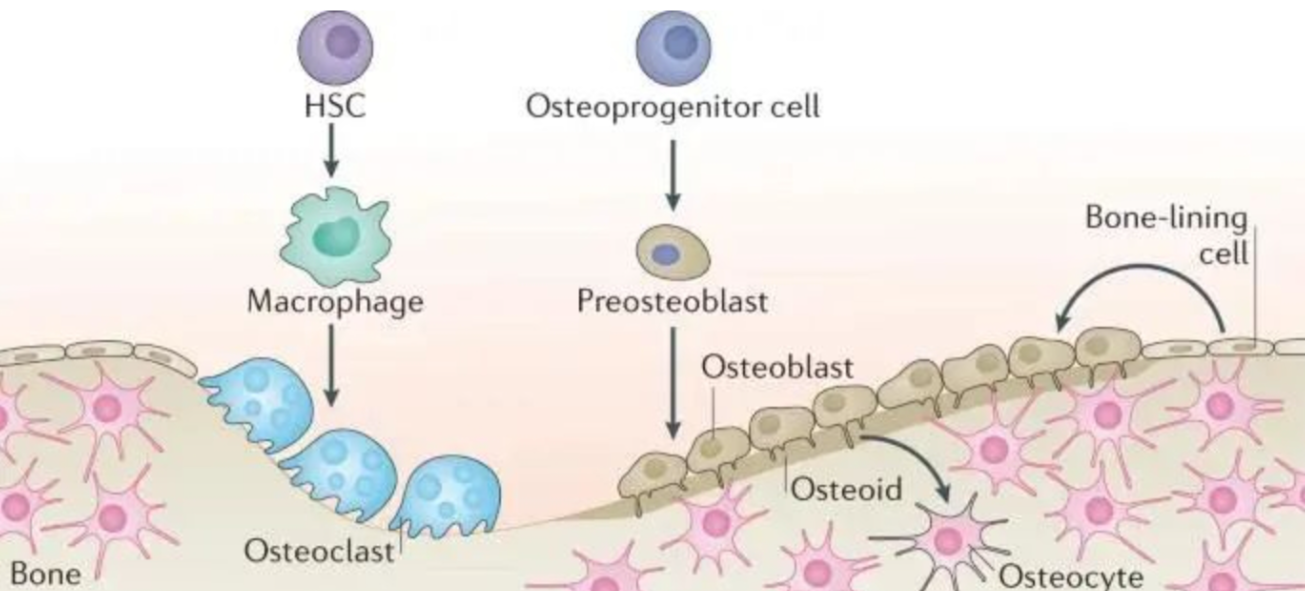 HSC
Osteoprogenitor cell
Macrophage
Preosteoblast
Bone-lining
cell
Osteoblast
Osteoid
Osteoclast
Bone
Osteocyte